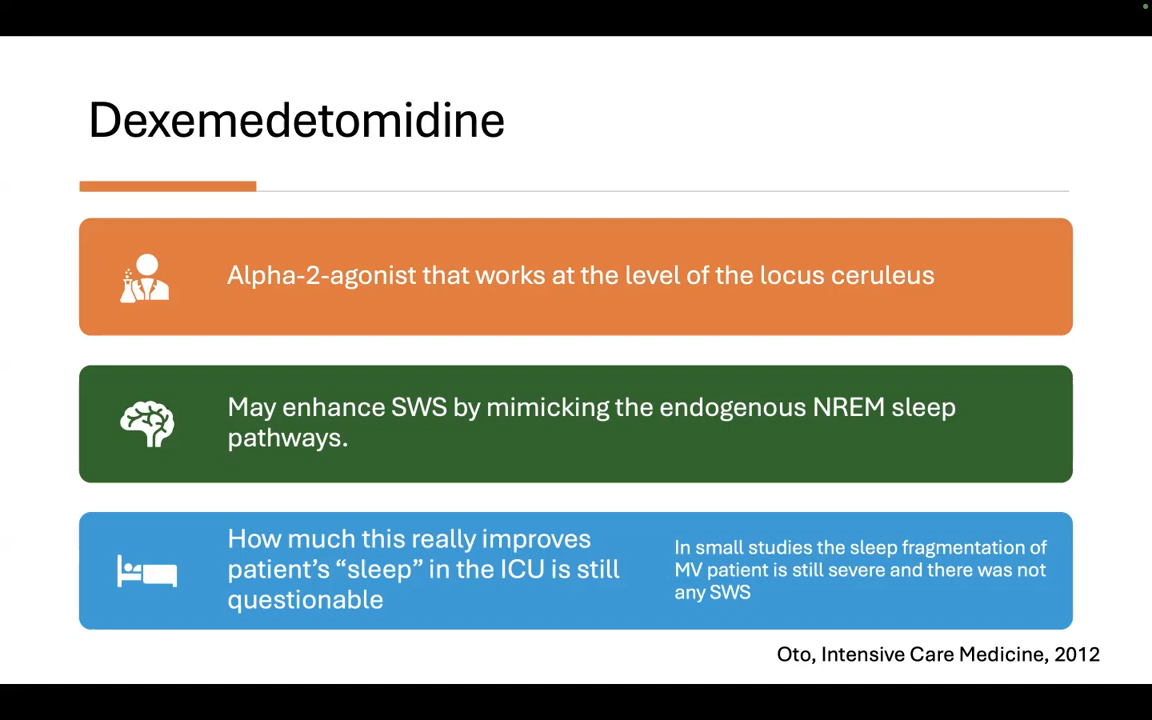 Dexemedetomidine
Alpha-2-agonist that works at the level of the locus ceruleus
May enhance SWS by mimicking the endogenous NREM sleep
pathways.
How much this really improves
patient’s “sleep” in the ICU is still
questionable
In small studies the sleep fragmentation of
MV patient is still severe and there was not
any SWS
Oto, Intensive Care Medicine, 2012